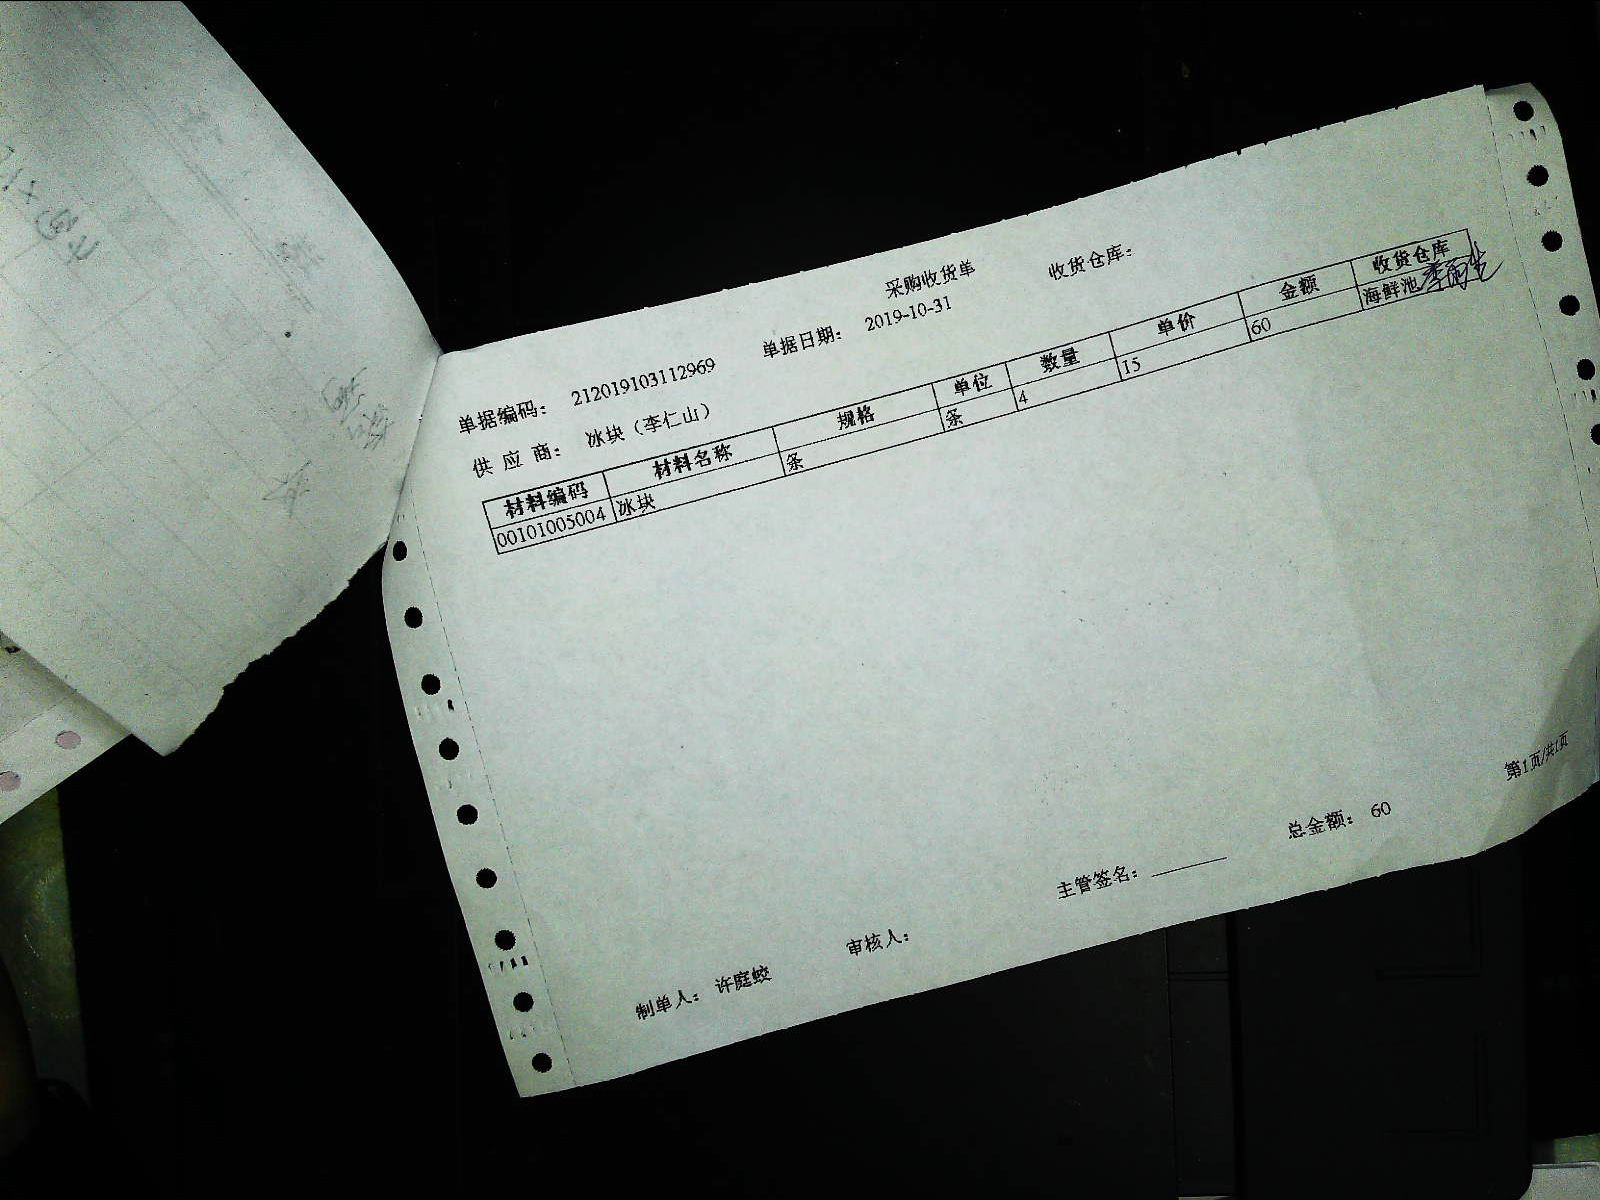 采购收货单
收货仓库：
单据编码： 212019103112969 单据日期： 2019-10-31
供 应 商： 冰块（李仁山）
材料编码 材料名称 规格 单位 数量 单价 金额 收货仓库
00101005004 冰块 条 条 4 15 60 海鲜池
第1页/共1页
主管签名： 总金额： 60
制单人： 许庭蛟 审核人：